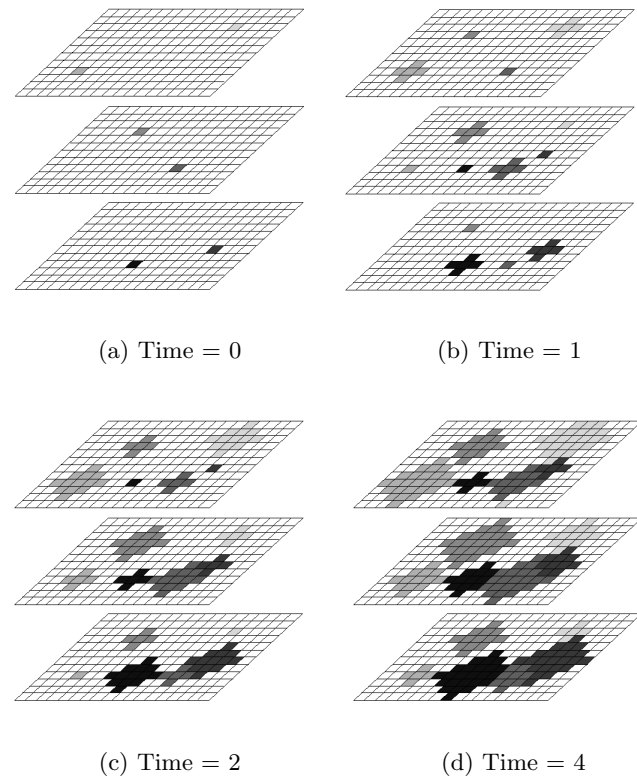 (a) Time = 0
(b) Time = 1
(c) Time = 2
(d) Time = 4